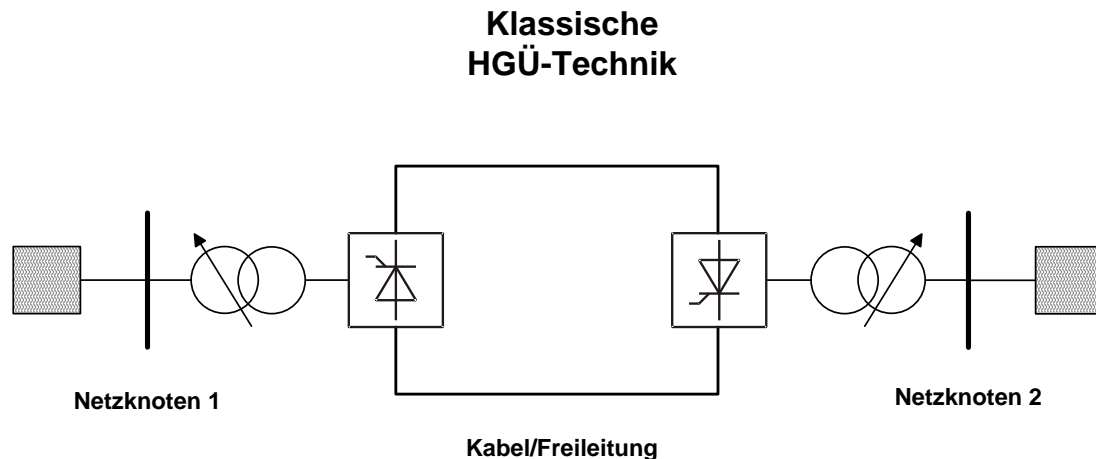 Klassische
HGÜ-Technik
Netzknoten 1
Netzknoten 2
Kabel/Freileitung